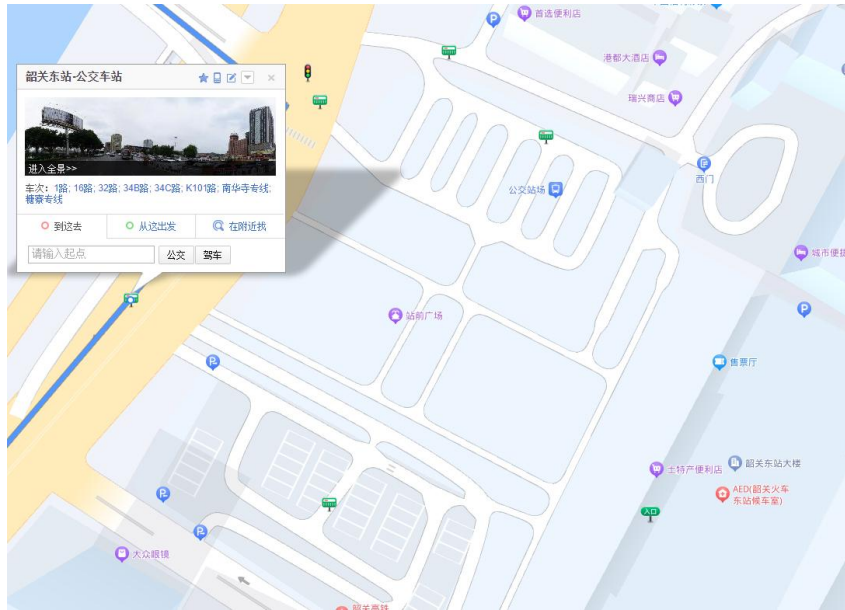 首选便利店
港都大酒店
瑞兴商店
韶关东站-公交车站
进入全景>>
车次：1路; 16路; 32路; 34B路; 34C路; K101路; 南华寺专线;
糖寮专线
到这去
从这出发
在附近找
请输入起点
公交
驾车
西门
公交站场
城市便捷
站前广场
售票厅
土特产便利店
韶关东站大楼
AED(韶关火车
东站候车室)
入口
大众眼镜
韶关高铁